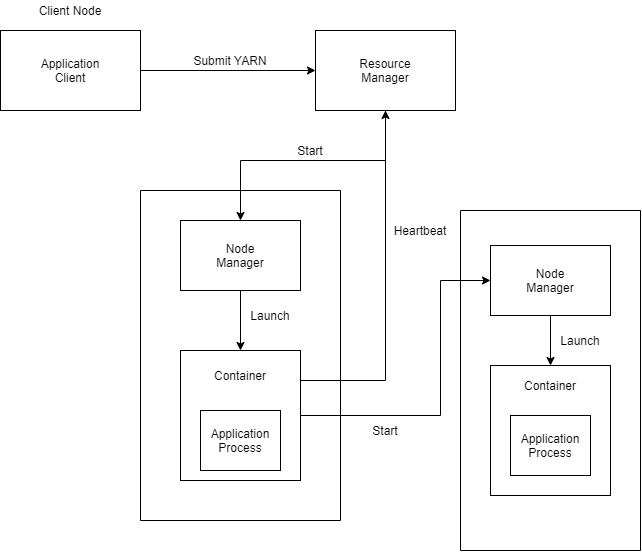 Client Node
Application
Client
Submit YARN
Resource
Manager
Start
Heartbeat
Node
Manager
Launch
Container
Application
Process
Start
Node
Manager
Launch
Container
Application
Process